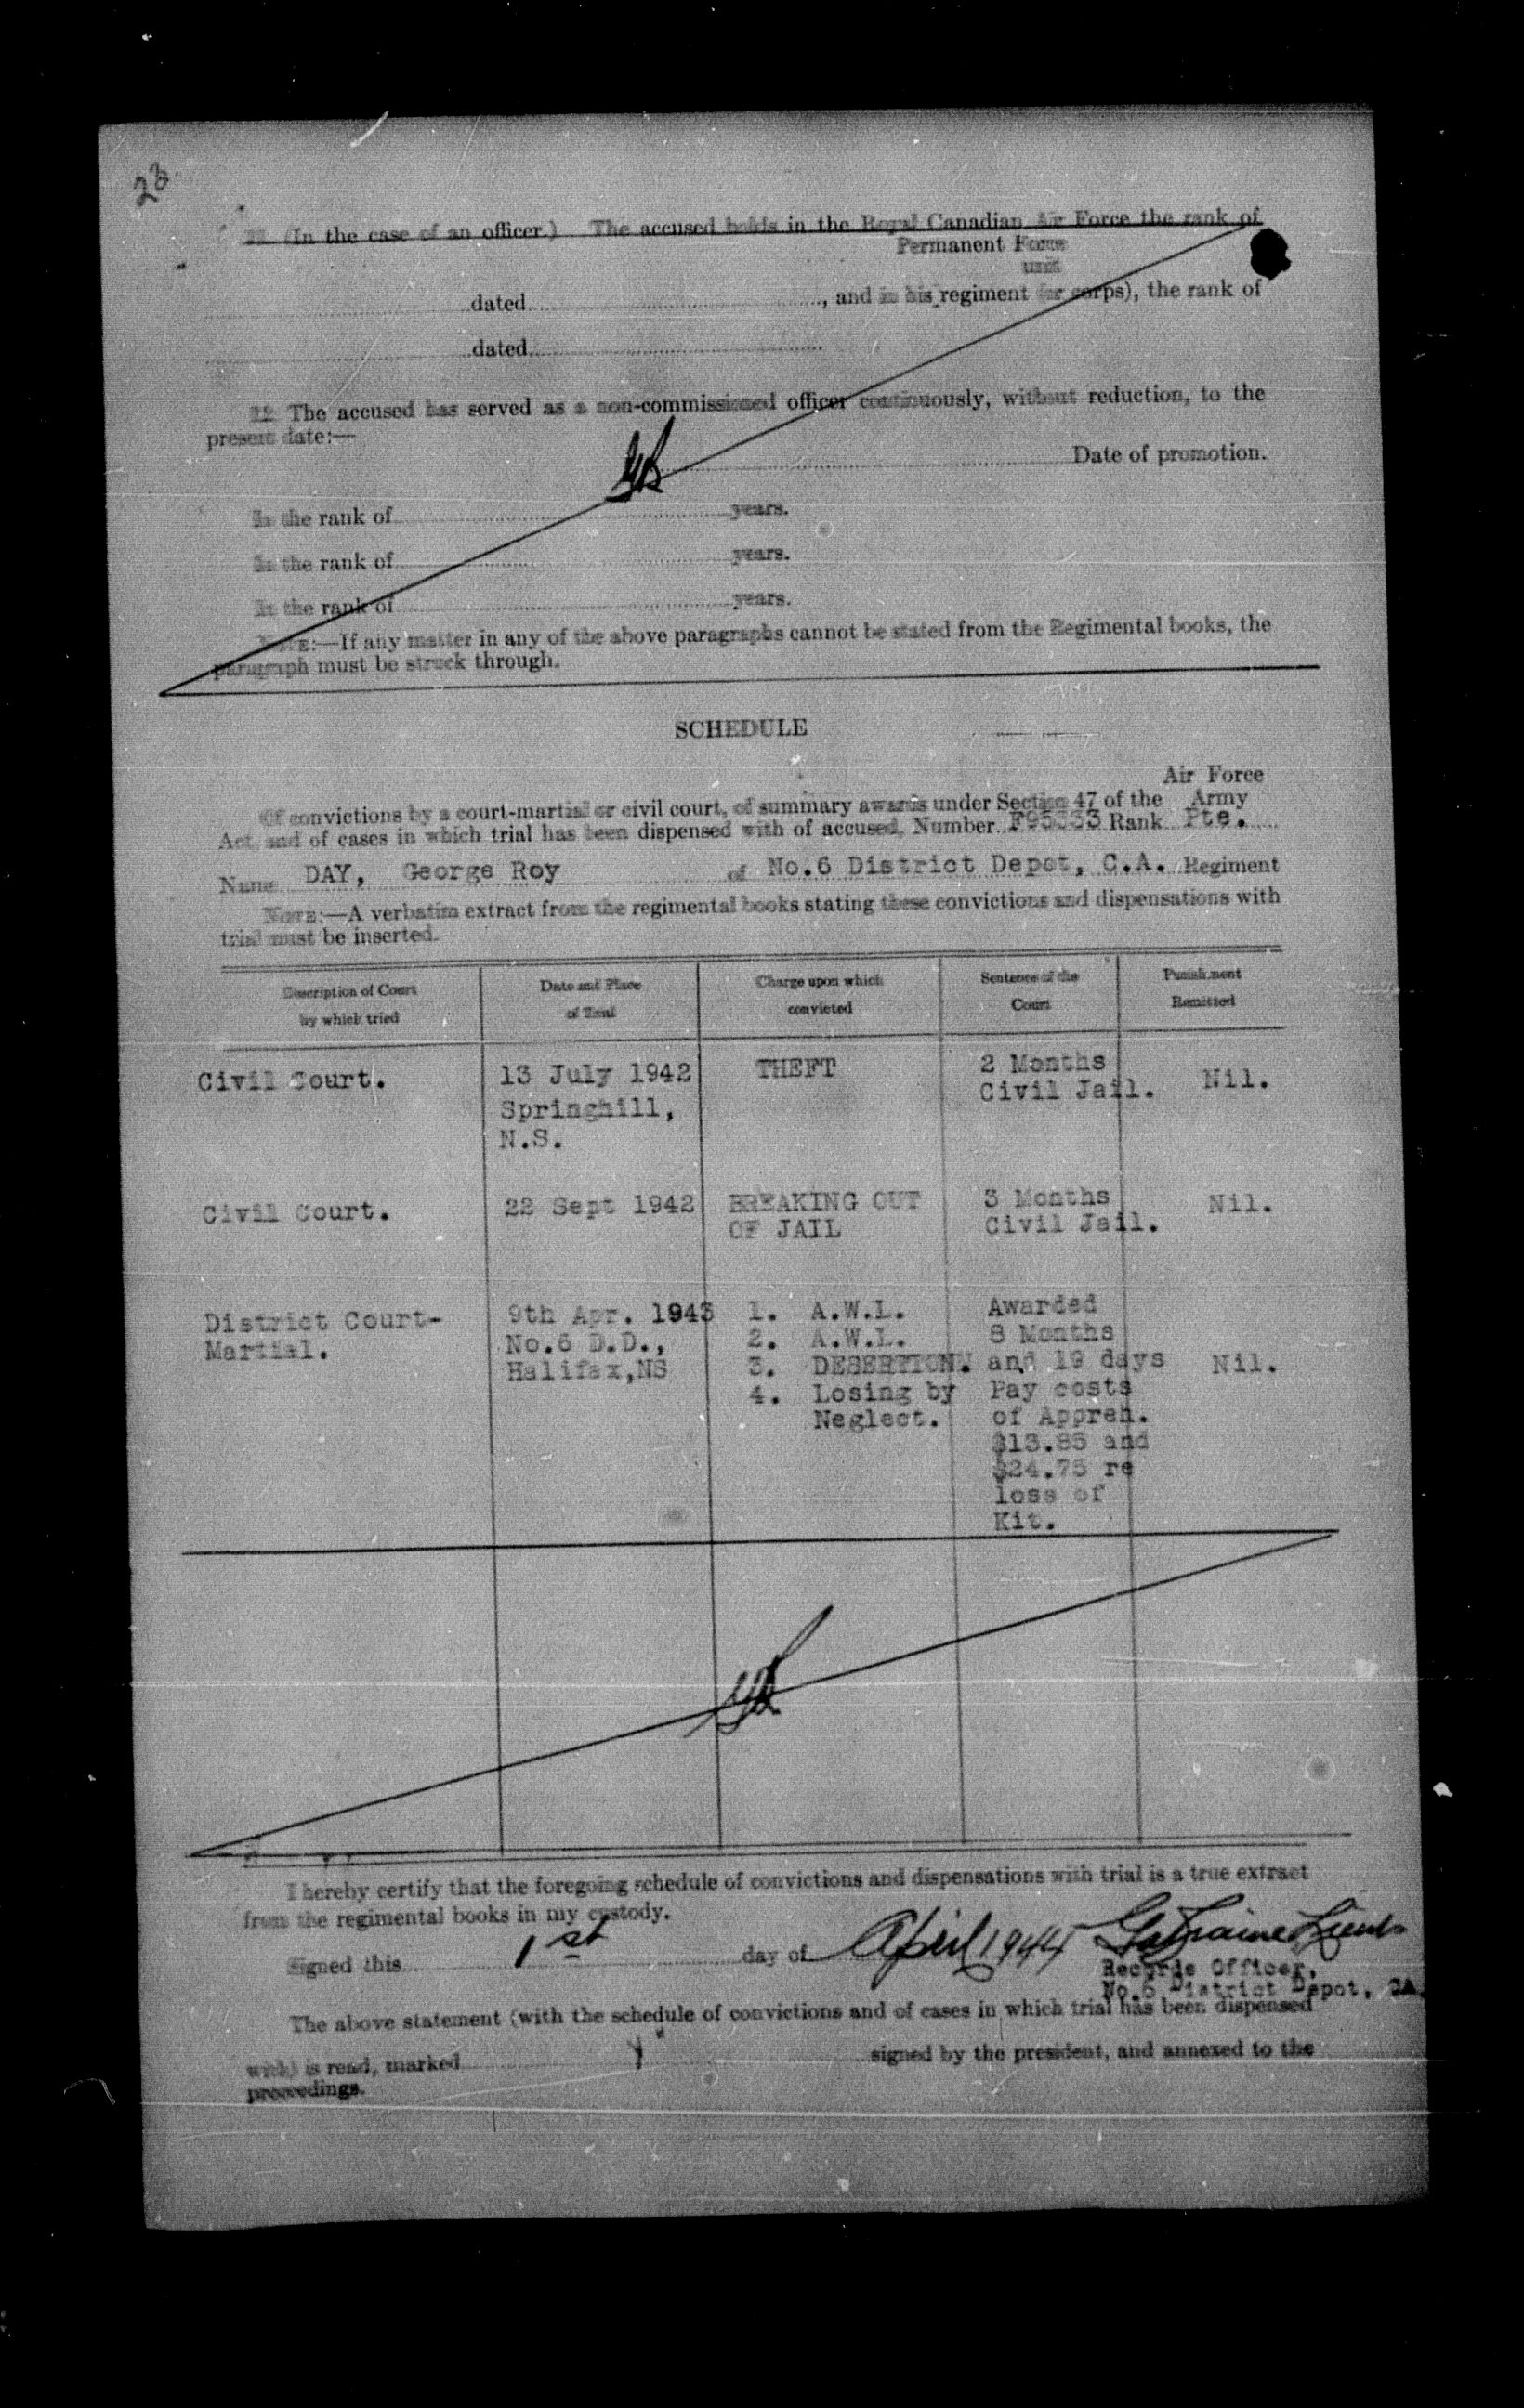 23
11 (In the case of an officer.) The accused holds in the Royal Canadian Air Force the rank of
Permanent Force
unit
dated , and in his regiment (or corps), the rank of
dated
12 The accused has served as a non-commissioned officer continuously, without reduction, to the
present date:—
Date of promotion.
In the rank of years.
In the rank of years.
In the rank of years.
NOTE:—If any matter in any of the above paragraphs cannot be stated from the Regimental books, the
paragraph must be struck through.
SCHEDULE
Air Force
Of convictions by a court-martial or civil court, of summary awards under Section 47 of the Army
Act and of cases in which trial has been dispensed with of accused, Number F95333 Rank Pte.
Name DAY, George Roy of No.6 District Depot, C.A. Regiment
NOTE:—A verbatim extract from the regimental books stating these convictions and dispensations with
trial must be inserted.
Description of Court by which tried
Date and Place of Trial
Charge upon which convicted
Sentence of the Court
Punishment Remitted
Civil Court.
13 July 1942
Springhill,
N.S.
THEFT
2 Months
Civil Jail.
Nil.
Civil Court.
22 Sept 1942
BREAKING OUT
OF JAIL
3 Months
Civil Jail.
Nil.
District Court-
Martial.
9th Apr. 1943
No.6 D.D.,
Halifax,NS
1. A.W.L.
2. A.W.L.
3. DESERTION.
4. Losing by
Neglect.
Awarded
8 Months
and 19 days
Pay costs
of Appreh.
$13.85 and
$24.75 re
loss of
Kit.
Nil.
I hereby certify that the foregoing schedule of convictions and dispensations with trial is a true extract
from the regimental books in my custody.
Signed this 1st day of April 1944 Lieut
Records Officer,
No.6 District Depot, CA.
The above statement (with the schedule of convictions and of cases in which trial has been dispensed
with) is read, marked signed by the president, and annexed to the
proceedings.